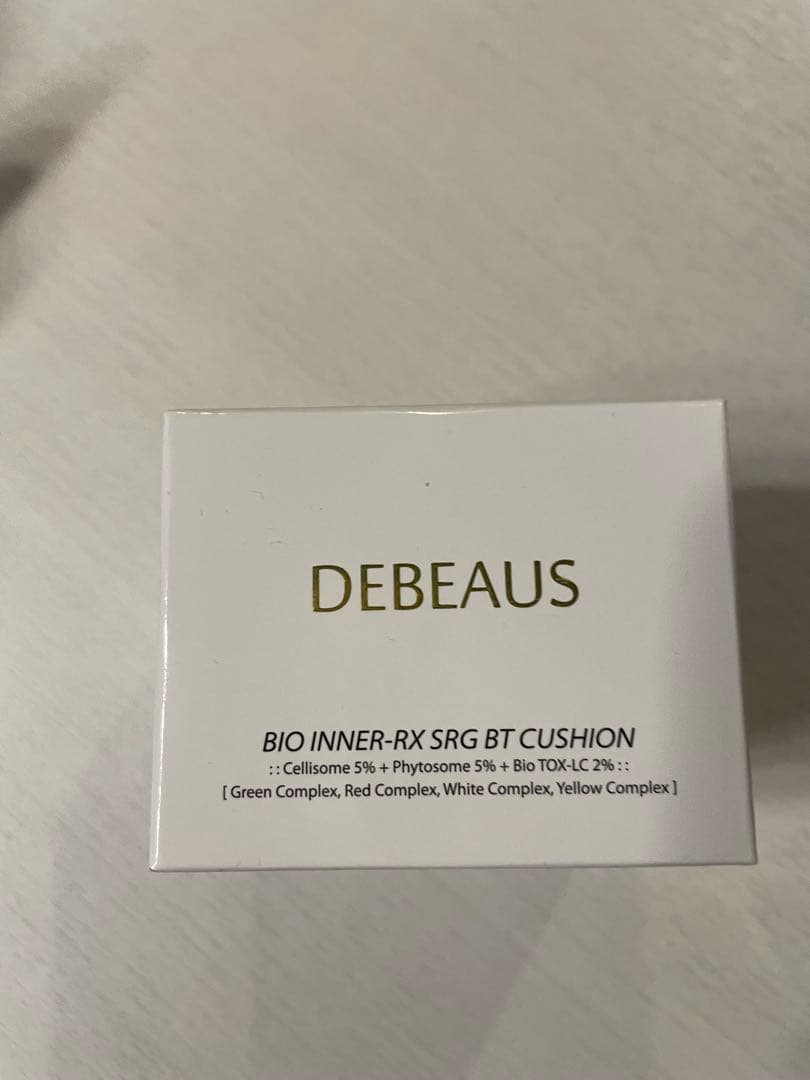 DEBEAUS
BIO INNER-RX SRG BT CUSHION
:: Cellisome 5% + Phytosome 5% + Bio TOX-LC 2% ::
[ Green Complex, Red Complex, White Complex, Yellow Complex ]